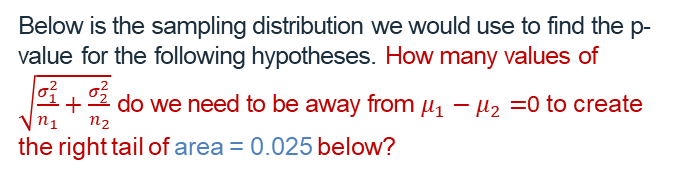 Below is the sampling distribution we would use to find the p-
value for the following hypotheses. How many values of
√(σ₁²/n₁ + σ₂²/n₂) do we need to be away from μ₁ − μ₂ =0 to create
the right tail of area = 0.025 below?